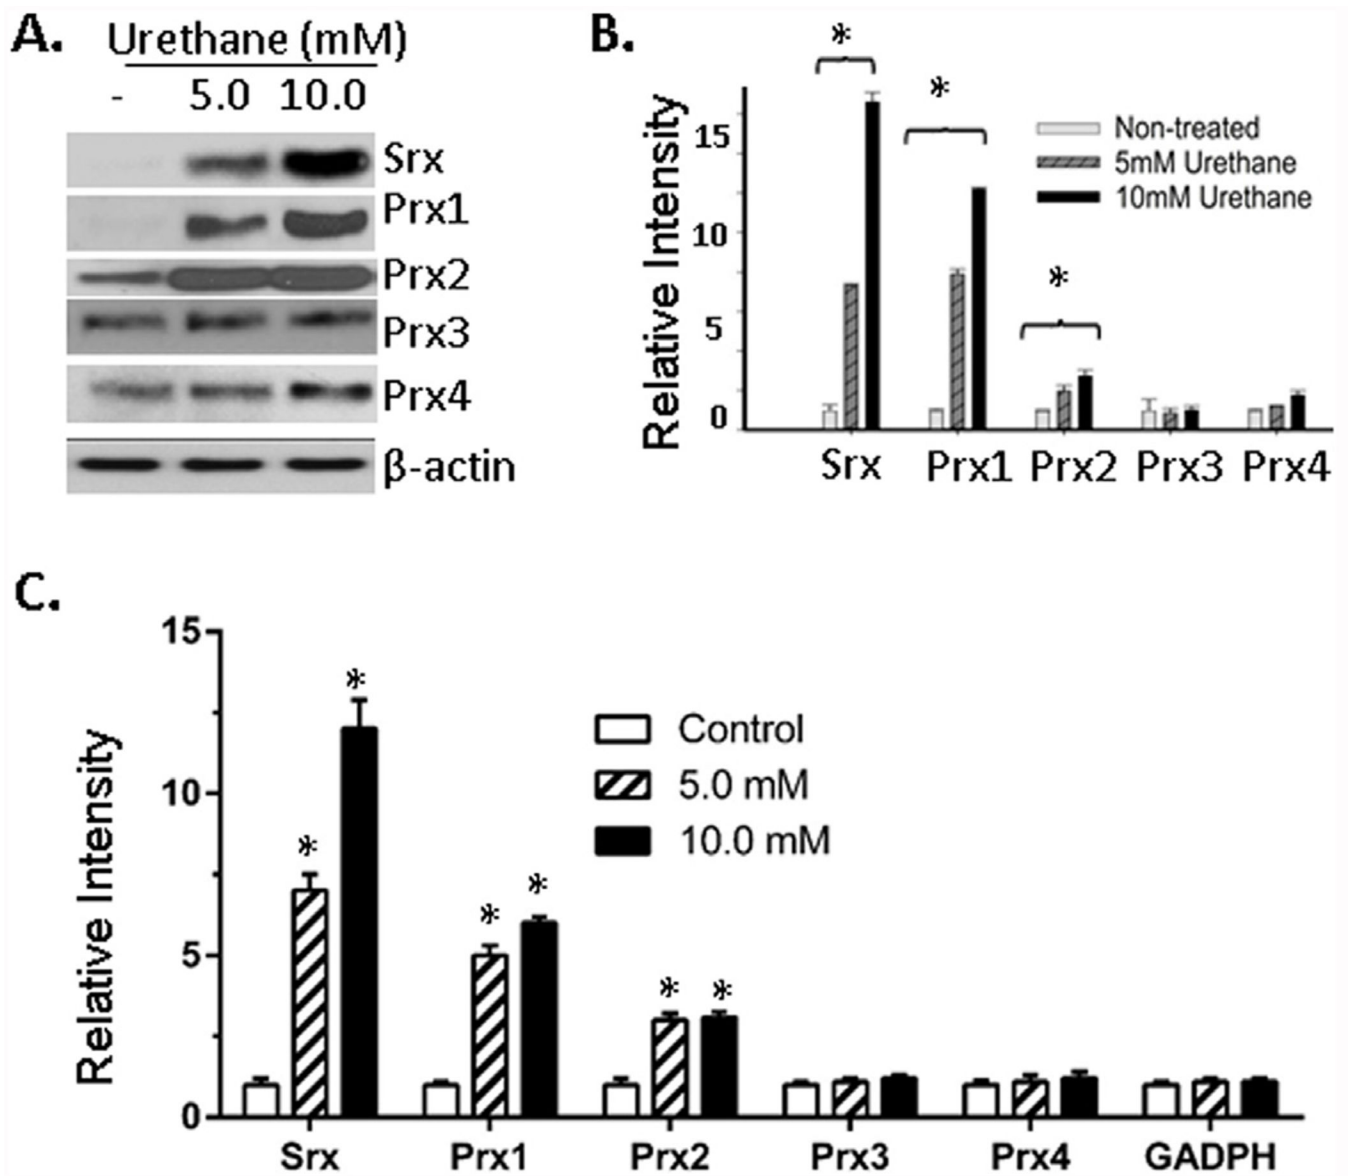 A.
Urethane (mM)
- 5.0 10.0
Srx
Prx1
Prx2
Prx3
Prx4
β-actin
B.
*
*
*
Relative Intensity
15
10
5
0
Non-treated
5mM Urethane
10mM Urethane
Srx Prx1 Prx2 Prx3 Prx4
C.
Relative Intensity
15
10
5
0
* *
* *
* *
Control
5.0 mM
10.0 mM
Srx Prx1 Prx2 Prx3 Prx4 GADPH